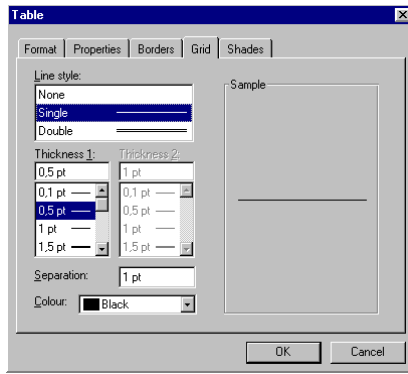 Table
Format Properties Borders Grid Shades
Line style:
None
Single
Double
Thickness 1: Thickness 2:
0,5 pt 1 pt
0,1 pt 0,1 pt
0,5 pt 0,5 pt
1 pt 1 pt
1,5 pt 1,5 pt
Separation: 1 pt
Colour: Black
Sample
OK Cancel